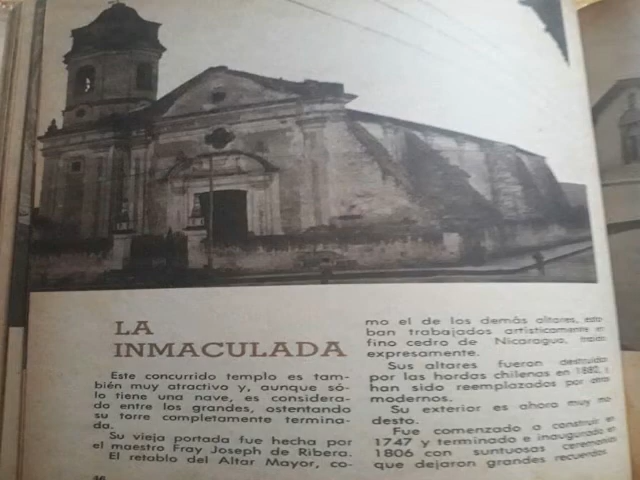 LA
INMACULADA
Este concurrido templo es tam-
bién muy atractivo y, aunque só-
lo tiene una nave, es considera-
do entre los grandes, ostentando
su torre completamente termina-
da.
Su vieja portada fue hecha por
el maestro Fray Joseph de Ribera.
El retablo del Altar Mayor, co-
mo el de los demás altares, esta-
ban trabajados artísticamente en
fino cedro de Nicaragua, traído
expresamente.
Sus altares fueron destruídos
por las hordas chilenas en 1882, y
han sido reemplazados por otros
modernos.
Su exterior es ahora muy mo-
desto.
Fue comenzado a construir en
1747 y terminado e inaugurado en
1806 con suntuosas ceremonias
que dejaron grandes recuerdos.